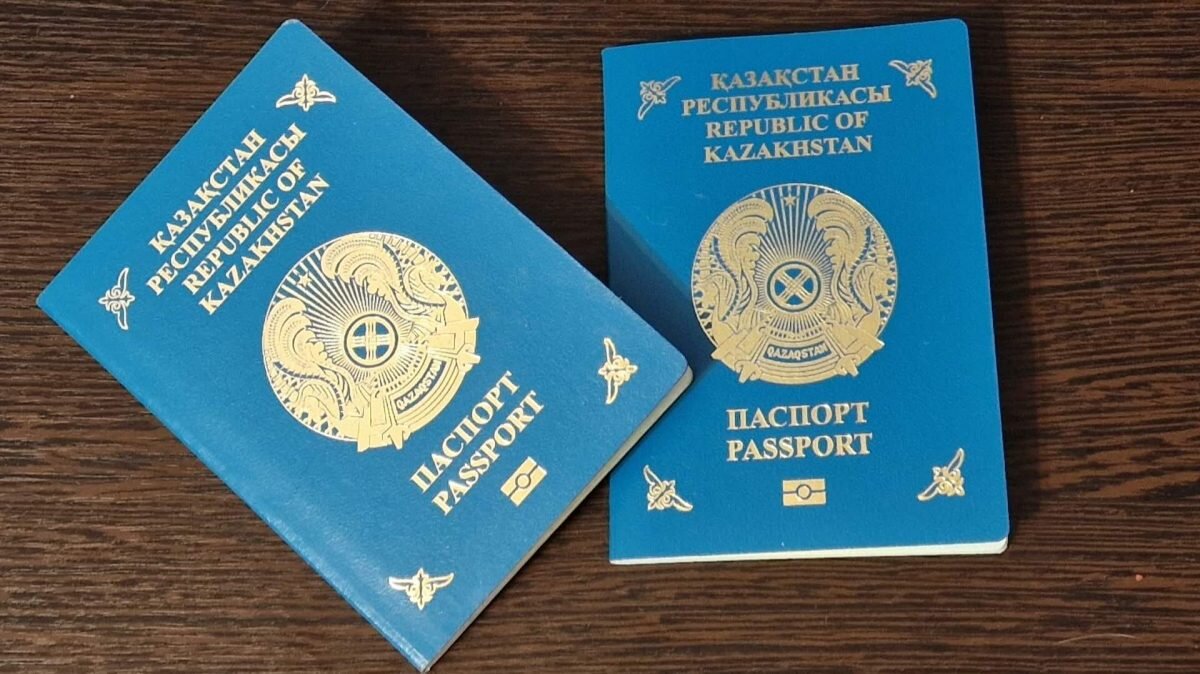 ҚАЗАҚСТАН
РЕСПУБЛИКАСЫ
REPUBLIC OF
KAZAKHSTAN
QAZAQSTAN
ПАСПОРТ
PASSPORT
ҚАЗАҚСТАН
РЕСПУБЛИКАСЫ
REPUBLIC OF
KAZAKHSTAN
QAZAQSTAN
ПАСПОРТ
PASSPORT